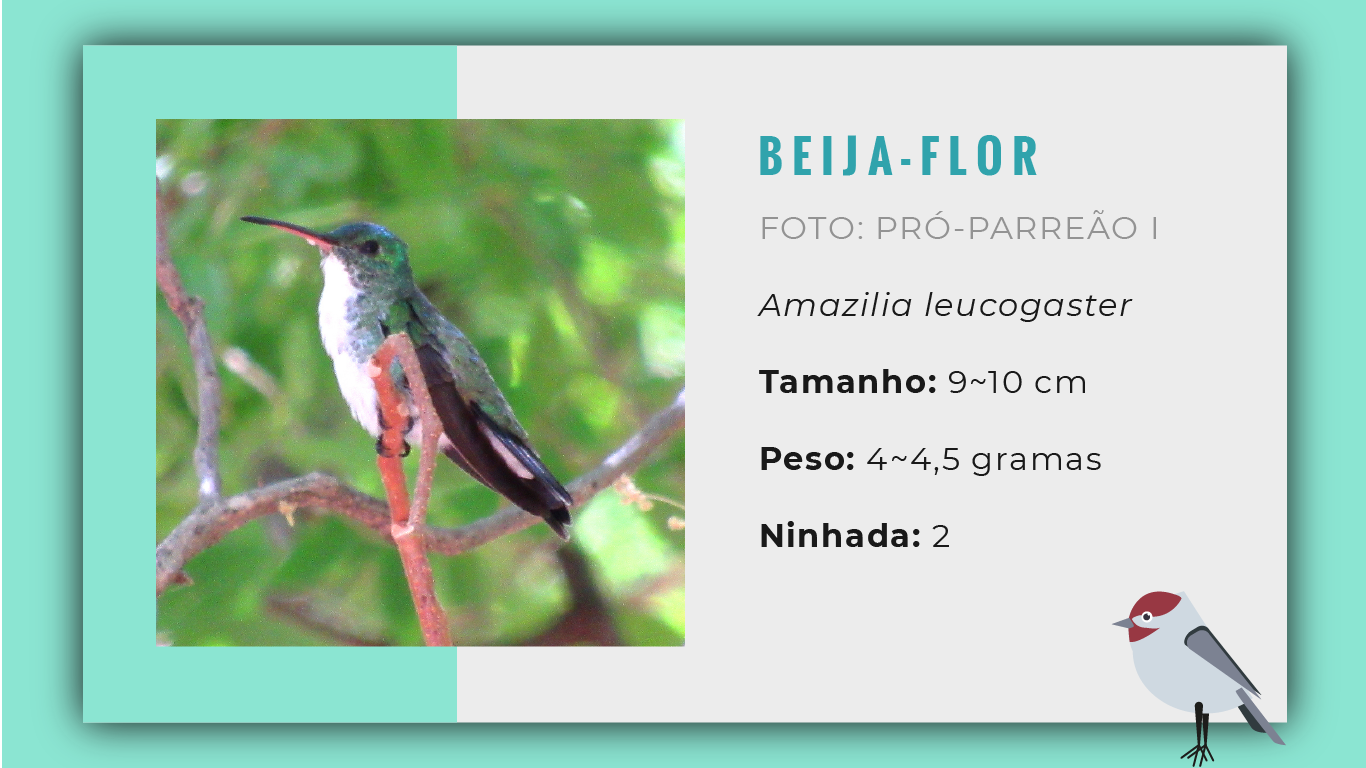 BEIJA-FLOR
FOTO: PRÓ-PARREÃO I
Amazilia leucogaster
Tamanho: 9~10 cm
Peso: 4~4,5 gramas
Ninhada: 2